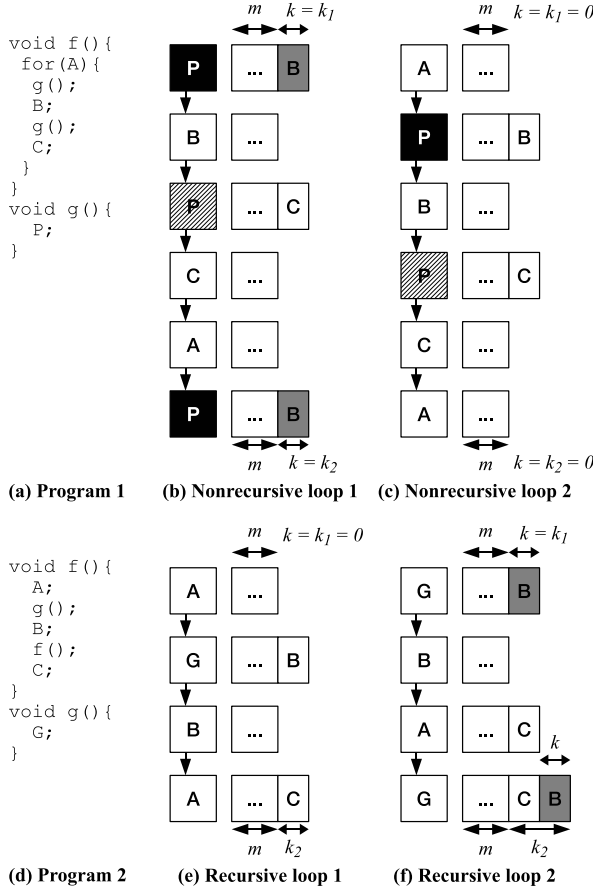 void f(){
for(A){
g();
B;
g();
C;
}
}
void g(){
P;
}
(a) Program 1
m k = k1
P ... B
B ...
P ... C
C ...
A ...
P ... B
m k = k2
(b) Nonrecursive loop 1
m k = k1 = 0
A ...
P ... B
B ...
P ... C
C ...
A ...
m k = k2 = 0
(c) Nonrecursive loop 2
void f(){
A;
g();
B;
f();
C;
}
void g(){
G;
}
(d) Program 2
m k = k1 = 0
A ...
G ... B
B ...
A ... C
m k2
(e) Recursive loop 1
m k = k1
G ... B
B ...
A ... C
k
G ... C B
m k2
(f) Recursive loop 2